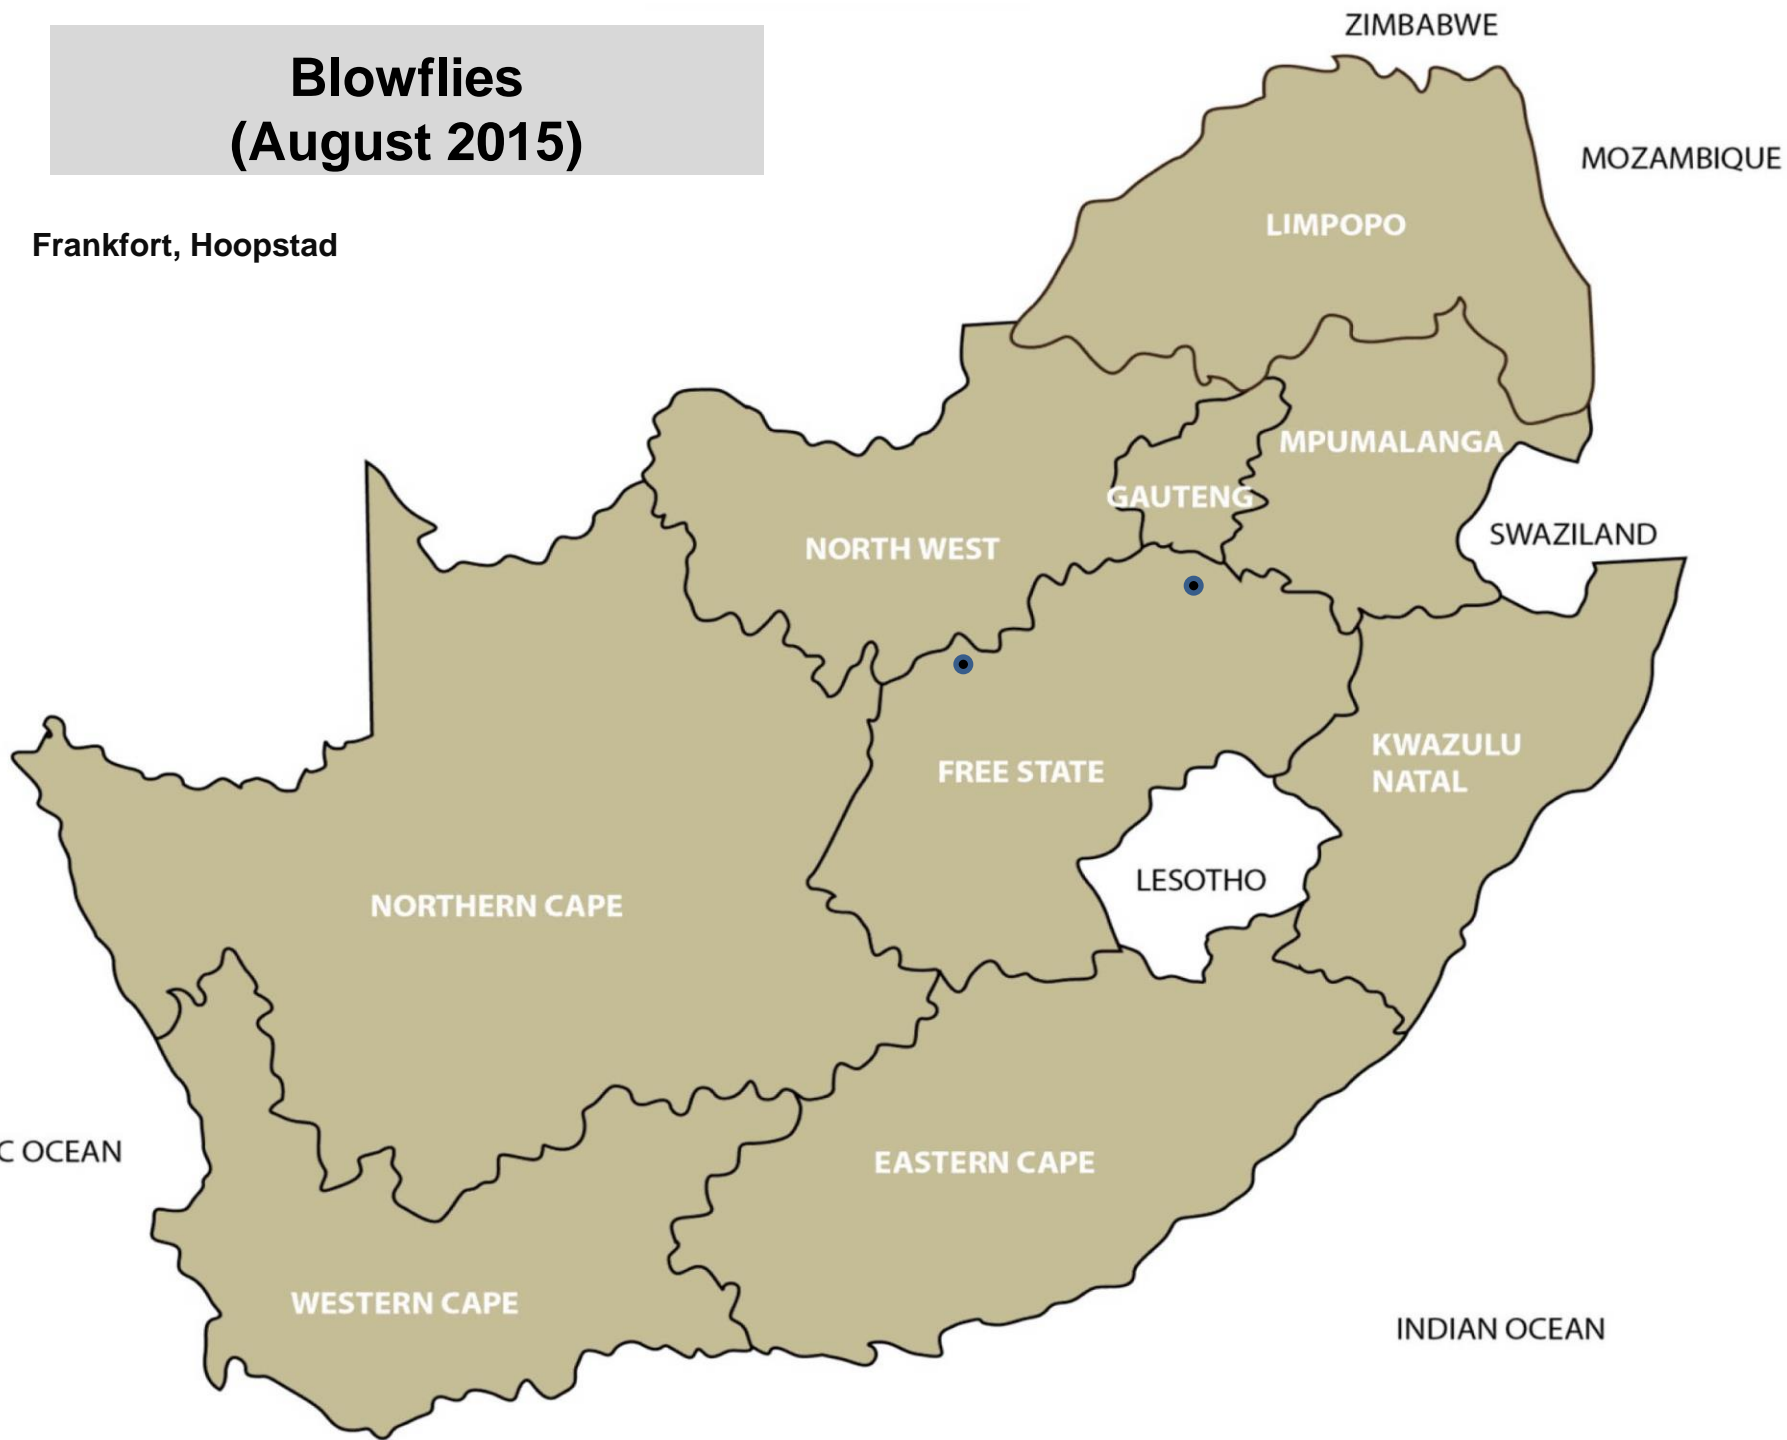 Blowflies
(August 2015)
Frankfort, Hoopstad
ZIMBABWE
MOZAMBIQUE
LIMPOPO
MPUMALANGA
GAUTENG
SWAZILAND
NORTH WEST
KWAZULU
NATAL
FREE STATE
LESOTHO
NORTHERN CAPE
C OCEAN
EASTERN CAPE
WESTERN CAPE
INDIAN OCEAN